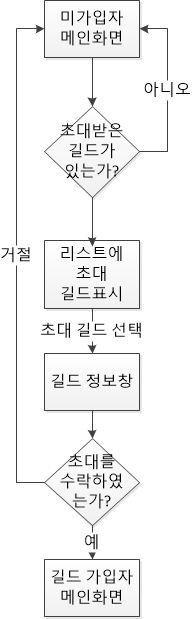 미가입자
메인화면
아니오
초대받은
길드가
있는가?
거절
리스트에
초대
길드표시
초대 길드 선택
길드 정보창
초대를
수락하였
는가?
예
길드 가입자
메인화면